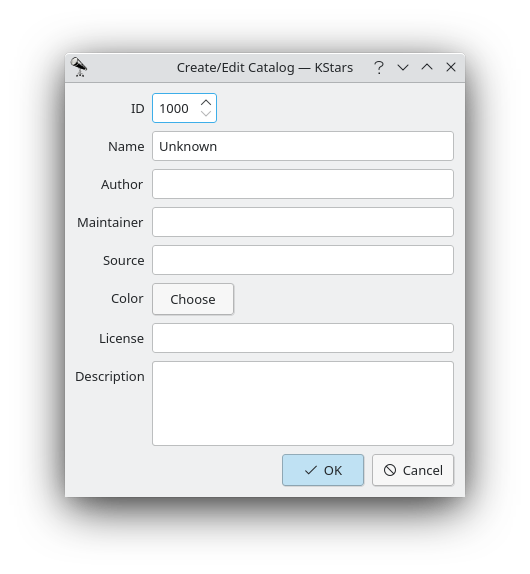 Create/Edit Catalog — KStars
ID 1000
Name Unknown
Author
Maintainer
Source
Color Choose
License
Description
OK Cancel